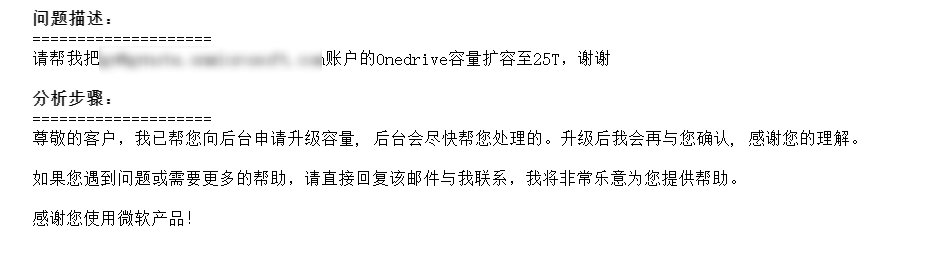 问题描述：
====================
请帮我把账户的Onedrive容量扩容至25T，谢谢
分析步骤：
====================
尊敬的客户，我已帮您向后台申请升级容量, 后台会尽快帮您处理的。升级后我会再与您确认, 感谢您的理解。
如果您遇到问题或需要更多的帮助，请直接回复该邮件与我联系，我将非常乐意为您提供帮助。
感谢您使用微软产品!